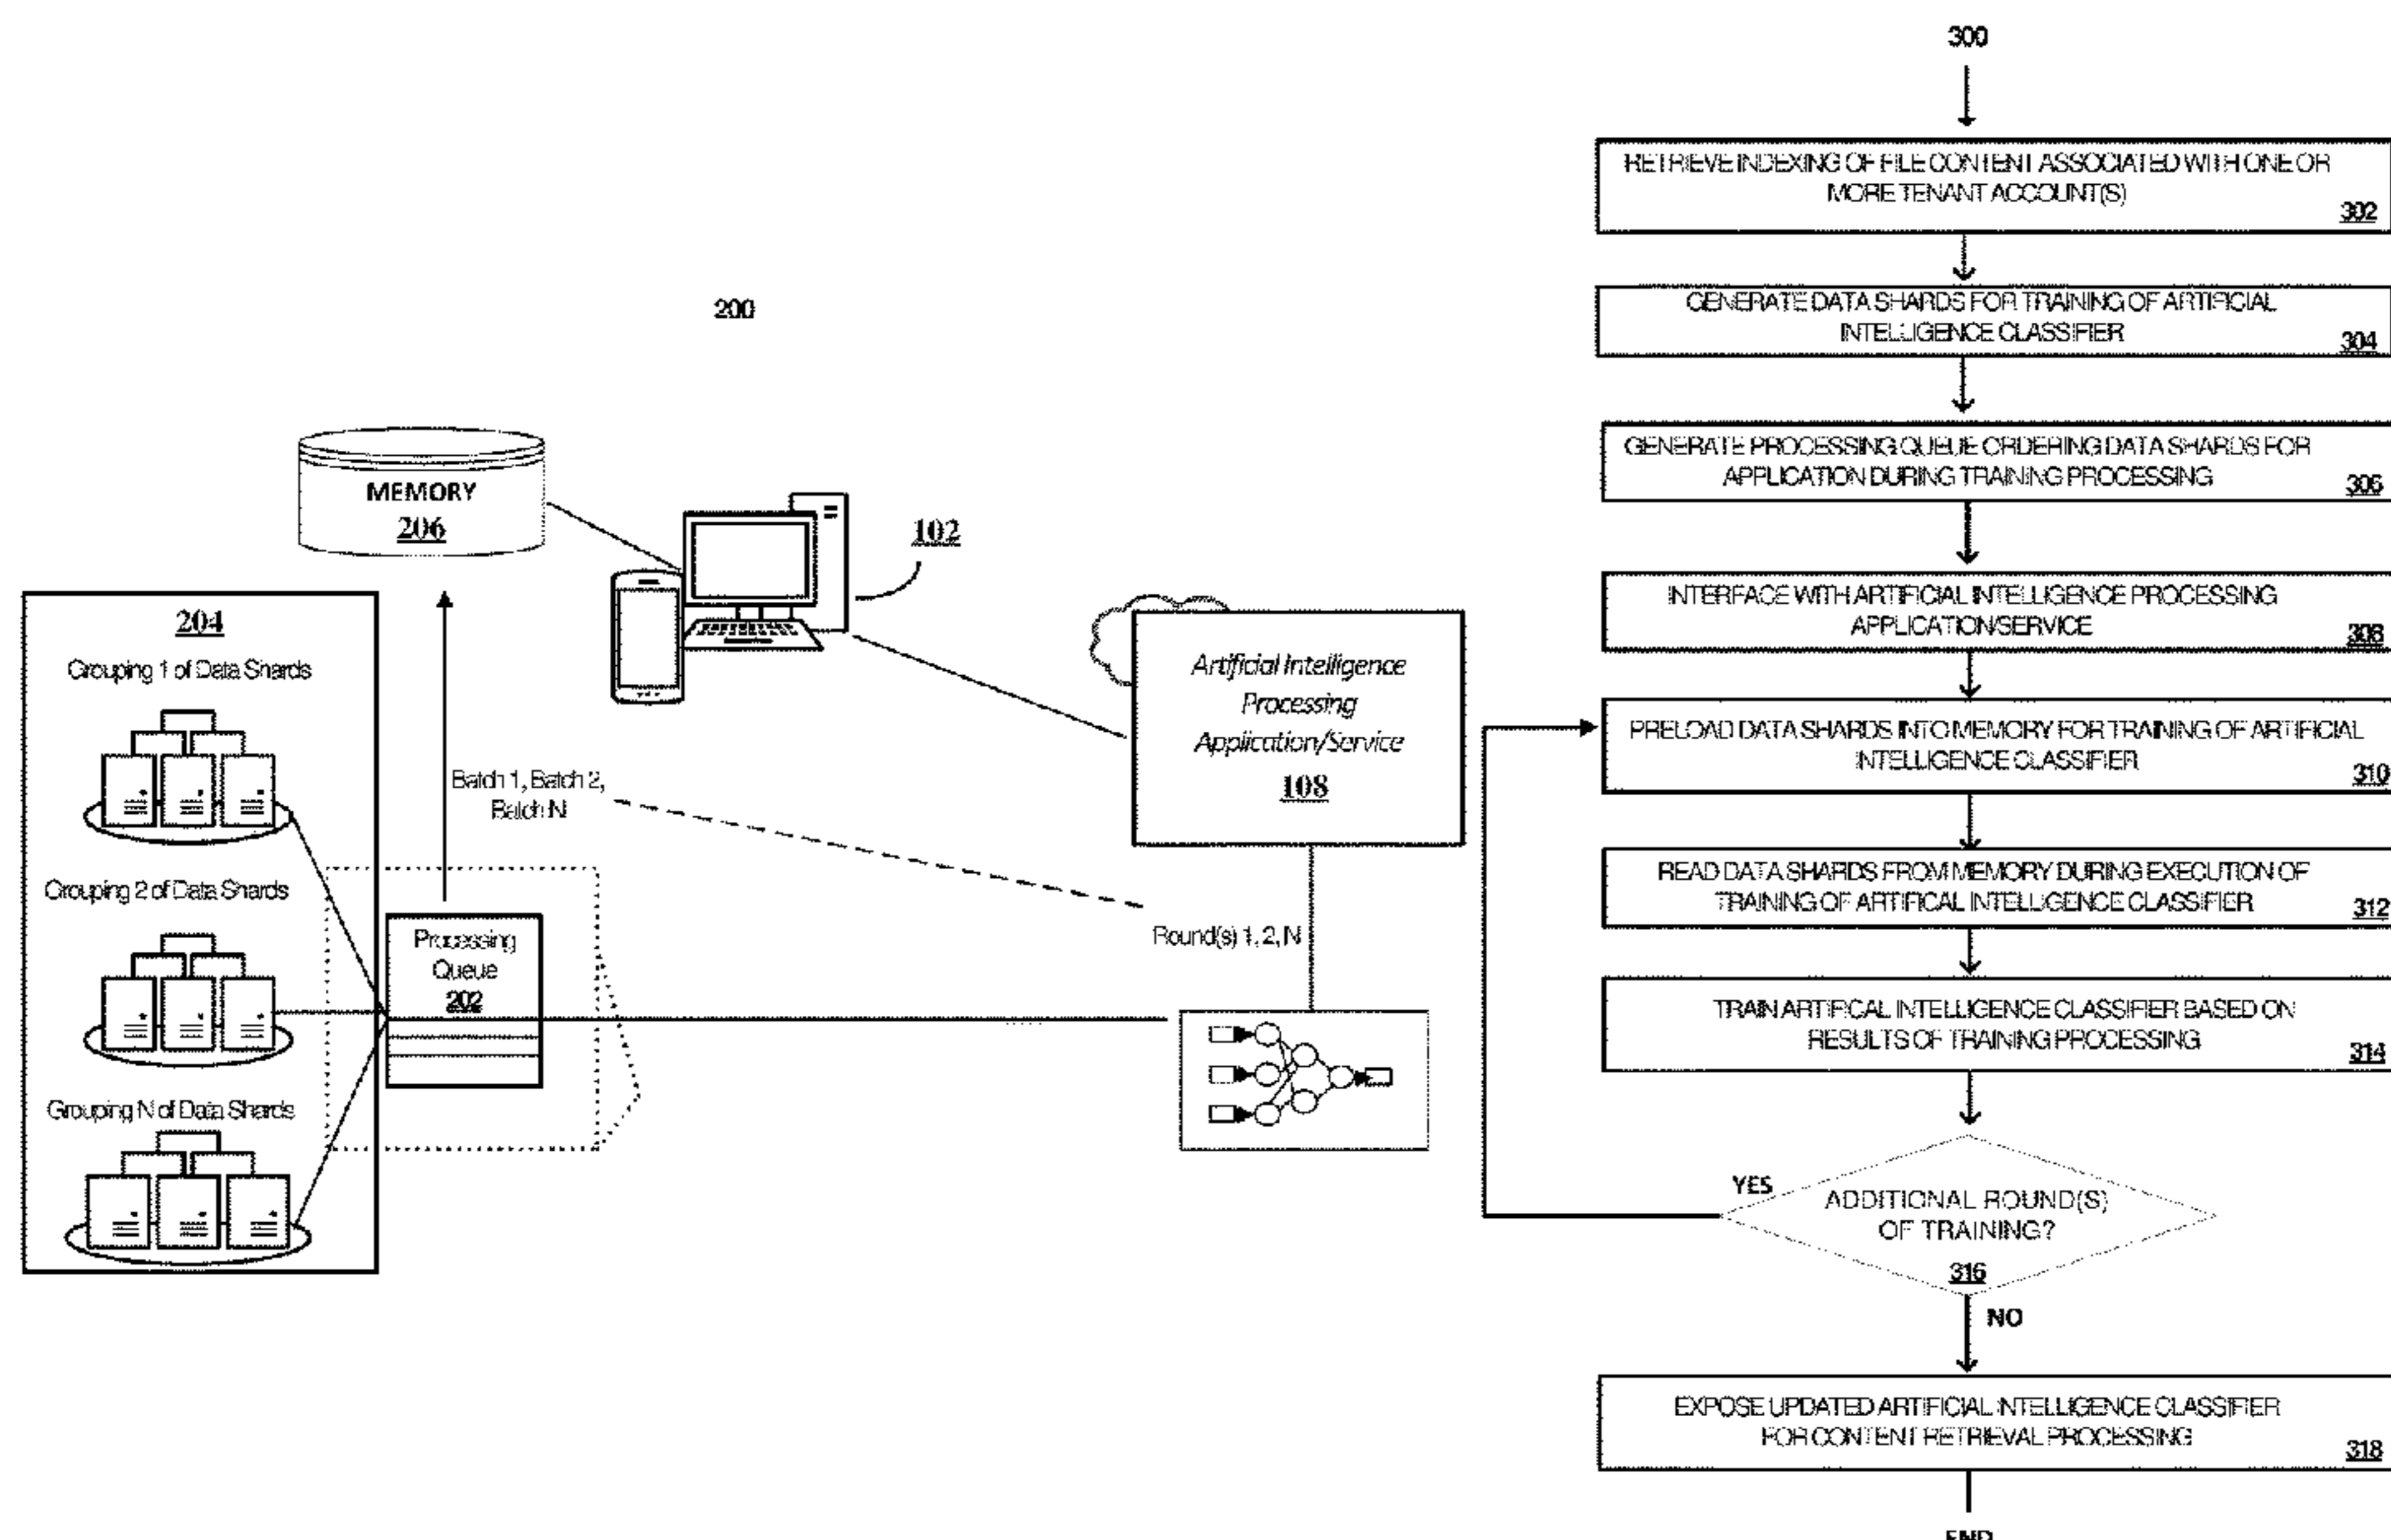 200
MEMORY
206
102
204
Grouping 1 of Data Shards
Grouping 2 of Data Shards
Grouping N of Data Shards
Batch 1, Batch 2,
Batch N
Processing
Queue
202
Artificial Intelligence
Processing
Application/Service
108
Round(s) 1, 2, N
300
RETRIEVE INDEXING OF FILE CONTENT ASSOCIATED WITH ONE OR
MORE TENANT ACCOUNT(S)
302
GENERATE DATA SHARDS FOR TRAINING OF ARTIFICIAL
INTELLIGENCE CLASSIFIER
304
GENERATE PROCESSING QUEUE ORDERING DATA SHARDS FOR
APPLICATION DURING TRAINING PROCESSING
306
INTERFACE WITH ARTIFICIAL INTELLIGENCE PROCESSING
APPLICATION/SERVICE
308
PRELOAD DATA SHARDS INTO MEMORY FOR TRAINING OF ARTIFICIAL
INTELLIGENCE CLASSIFIER
310
READ DATA SHARDS FROM MEMORY DURING EXECUTION OF
TRAINING OF ARTIFICAL INTELLIGENCE CLASSIFIER
312
TRAIN ARTIFICAL INTELLIGENCE CLASSIFIER BASED ON
RESULTS OF TRAINING PROCESSING
314
YES
ADDITIONAL ROUND(S)
OF TRAINING?
316
NO
EXPOSE UPDATED ARTIFICIAL INTELLIGENCE CLASSIFIER
FOR CONTENT RETRIEVAL PROCESSING
318
END